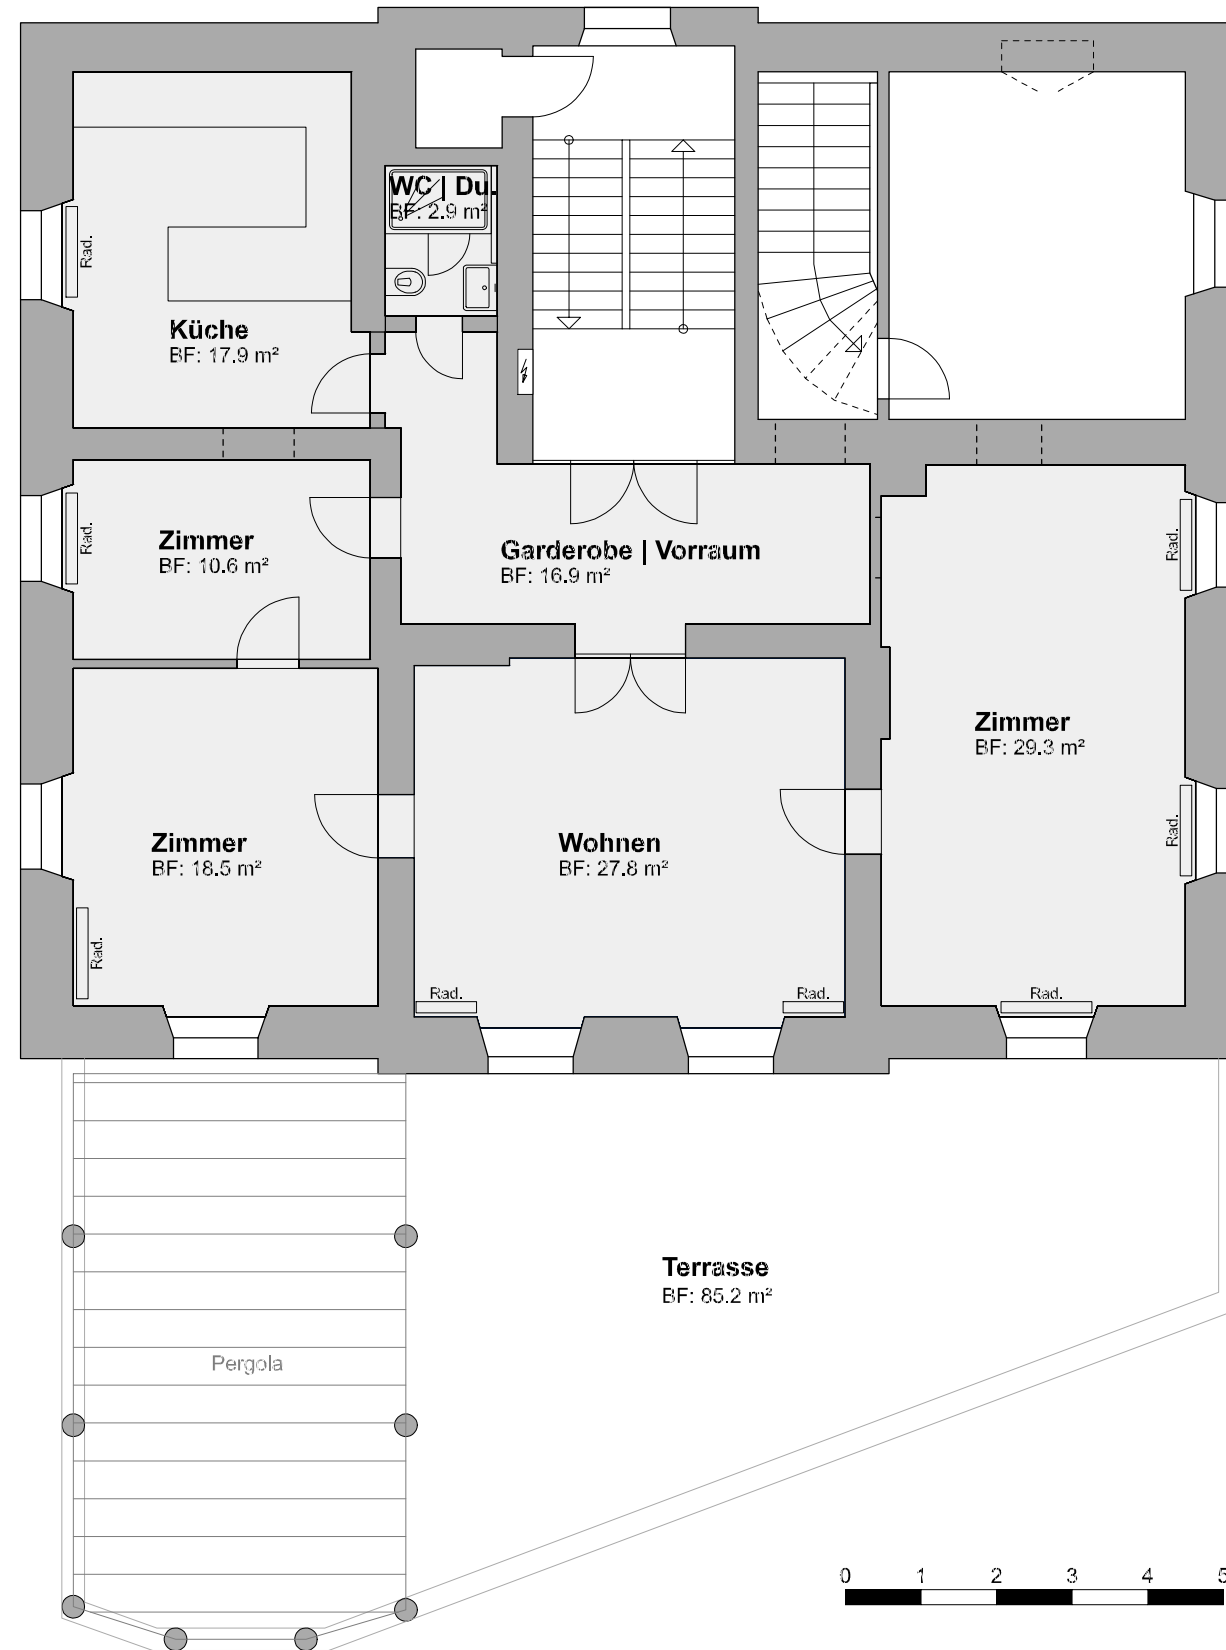 WC | Du.
BF: 2.9 m²
Rad.
Küche
BF: 17.9 m²
Rad.
Zimmer
BF: 10.6 m²
Garderobe | Vorraum
BF: 16.9 m²
Rad.
Zimmer
BF: 29.3 m²
Rad.
Zimmer
BF: 18.5 m²
Wohnen
BF: 27.8 m²
Rad.
Rad.
Rad.
Rad.
Terrasse
BF: 85.2 m²
Pergola
0 1 2 3 4 5